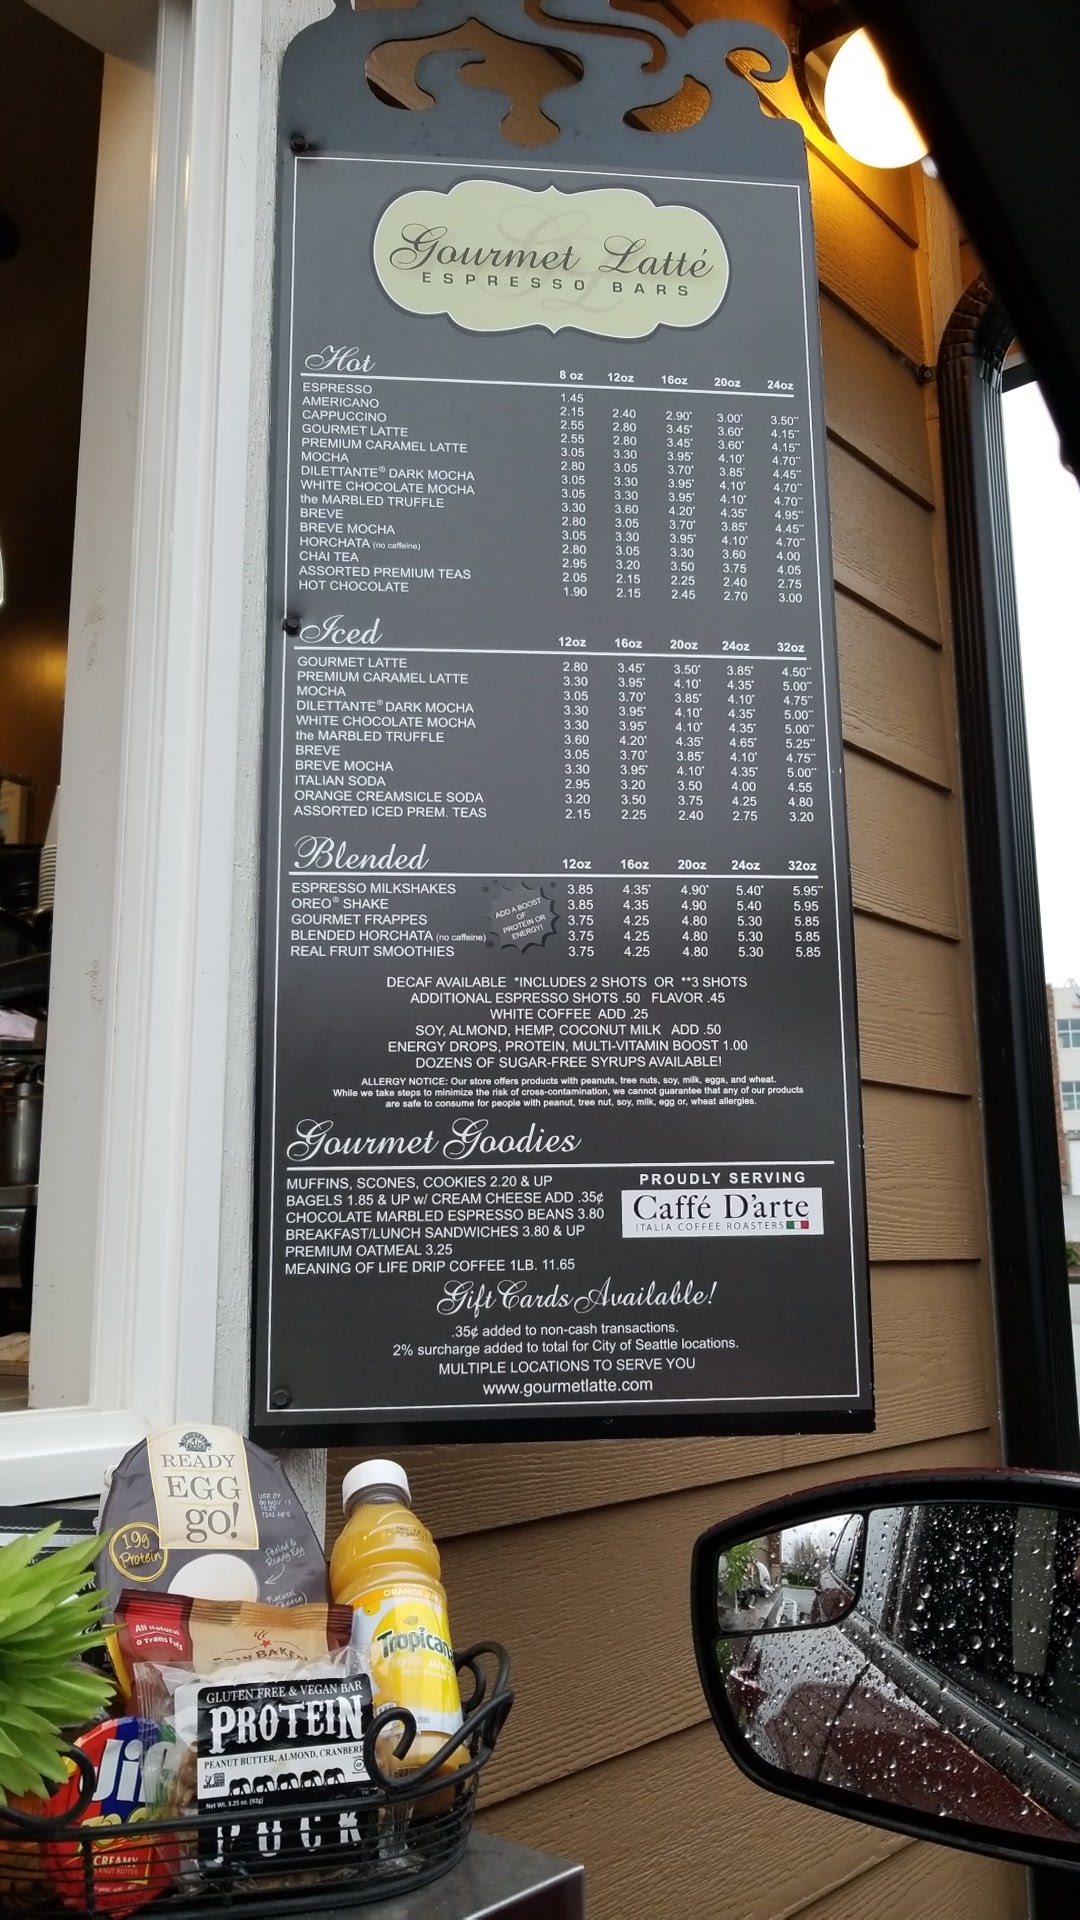 Gourmet Latté
ESPRESSO BARS
Hot 8 oz 12oz 16oz 20oz 24oz
ESPRESSO 1.45
AMERICANO 2.15 2.40 2.90* 3.00* 3.50**
CAPPUCCINO 2.55 2.80 3.45* 3.60* 4.15**
GOURMET LATTE 2.55 2.80 3.45* 3.60* 4.15**
PREMIUM CARAMEL LATTE 3.05 3.30 3.95* 4.10* 4.70**
MOCHA 2.80 3.05 3.70* 3.85* 4.45**
DILETTANTE® DARK MOCHA 3.05 3.30 3.95* 4.10* 4.70**
WHITE CHOCOLATE MOCHA 3.05 3.30 3.95* 4.10* 4.70**
the MARBLED TRUFFLE 3.30 3.60 4.20* 4.35* 4.95**
BREVE 2.80 3.05 3.70* 3.85* 4.45**
BREVE MOCHA 3.05 3.30 3.95* 4.10* 4.70**
HORCHATA (no caffeine) 2.80 3.05 3.30 3.60 4.00
CHAI TEA 2.95 3.20 3.50 3.75 4.05
ASSORTED PREMIUM TEAS 2.05 2.15 2.25 2.40 2.75
HOT CHOCOLATE 1.90 2.15 2.45 2.70 3.00
Iced 12oz 16oz 20oz 24oz 32oz
GOURMET LATTE 2.80 3.45* 3.50* 3.85* 4.50**
PREMIUM CARAMEL LATTE 3.30 3.95* 4.10* 4.35* 5.00**
MOCHA 3.05 3.70* 3.85* 4.10* 4.75**
DILETTANTE® DARK MOCHA 3.30 3.95* 4.10* 4.35* 5.00**
WHITE CHOCOLATE MOCHA 3.30 3.95* 4.10* 4.35* 5.00**
the MARBLED TRUFFLE 3.60 4.20* 4.35* 4.65* 5.25**
BREVE 3.05 3.70* 3.85* 4.10* 4.75**
BREVE MOCHA 3.30 3.95* 4.10* 4.35* 5.00**
ITALIAN SODA 2.95 3.20 3.50 4.00 4.55
ORANGE CREAMSICLE SODA 3.20 3.50 3.75 4.25 4.80
ASSORTED ICED PREM. TEAS 2.15 2.25 2.40 2.75 3.20
Blended 12oz 16oz 20oz 24oz 32oz
ESPRESSO MILKSHAKES 3.85 4.35* 4.90* 5.40* 5.95**
OREO® SHAKE 3.85 4.35 4.90 5.40 5.95
GOURMET FRAPPES 3.75 4.25 4.80 5.30 5.85
BLENDED HORCHATA (no caffeine) 3.75 4.25 4.80 5.30 5.85
REAL FRUIT SMOOTHIES 3.75 4.25 4.80 5.30 5.85
ADD A BOOST
OF
PROTEIN OR
ENERGY!
DECAF AVAILABLE *INCLUDES 2 SHOTS OR **3 SHOTS
ADDITIONAL ESPRESSO SHOTS .50 FLAVOR .45
WHITE COFFEE ADD .25
SOY, ALMOND, HEMP, COCONUT MILK ADD .50
ENERGY DROPS, PROTEIN, MULTI-VITAMIN BOOST 1.00
DOZENS OF SUGAR-FREE SYRUPS AVAILABLE!
ALLERGY NOTICE: Our store offers products with peanuts, tree nuts, soy, milk, eggs, and wheat.
While we take steps to minimize the risk of cross-contamination, we cannot guarantee that any of our products
are safe to consume for people with peanut, tree nut, soy, milk, egg or, wheat allergies.
Gourmet Goodies
MUFFINS, SCONES, COOKIES 2.20 & UP
BAGELS 1.85 & UP w/ CREAM CHEESE ADD .35¢
CHOCOLATE MARBLED ESPRESSO BEANS 3.80
BREAKFAST/LUNCH SANDWICHES 3.80 & UP
PREMIUM OATMEAL 3.25
MEANING OF LIFE DRIP COFFEE 1LB. 11.65
PROUDLY SERVING
Caffé D'arte
ITALIA COFFEE ROASTERS
Gift Cards Available!
.35¢ added to non-cash transactions.
2% surcharge added to total for City of Seattle locations.
MULTIPLE LOCATIONS TO SERVE YOU
www.gourmetlatte.com
READY
EGG
go!
USE BY
19g
Protein
Peeled &
Ready Egg
Natural
Cheese
All Natural
0 Trans Fats
ORANGE
Tropicana
GLUTEN FREE & VEGAN BAR
PROTEIN
PEANUT BUTTER, ALMOND, CRANBERR
Net Wt. 3.25 oz. (92g)
PUCK
Jif
TO GO
CREAMY
PEANUT BUTTER